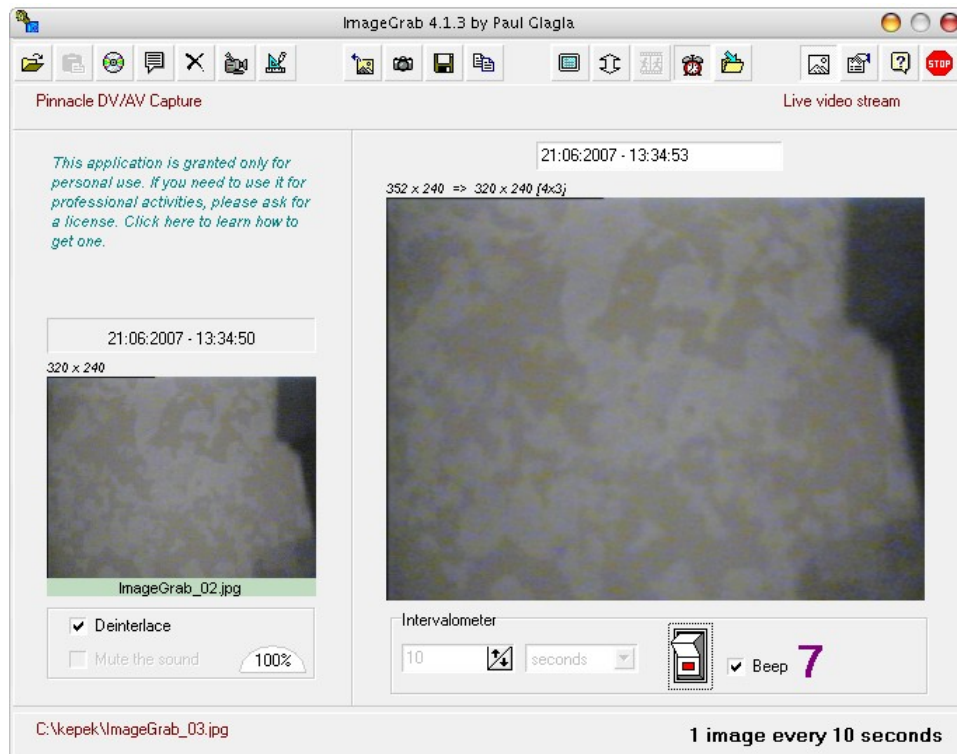 ImageGrab 4.1.3 by Paul Glagla
STOP
Pinnacle DV/AV Capture
Live video stream
This application is granted only for
personal use. If you need to use it for
professional activities, please ask for
a license. Click here to learn how to
get one.
21:06:2007 - 13:34:53
352 x 240 => 320 x 240 [4x3]
21:06:2007 - 13:34:50
320 x 240
ImageGrab_02.jpg
Deinterlace
Mute the sound
100%
Intervalometer
10
seconds
Beep
7
C:\kepek\ImageGrab_03.jpg
1 image every 10 seconds